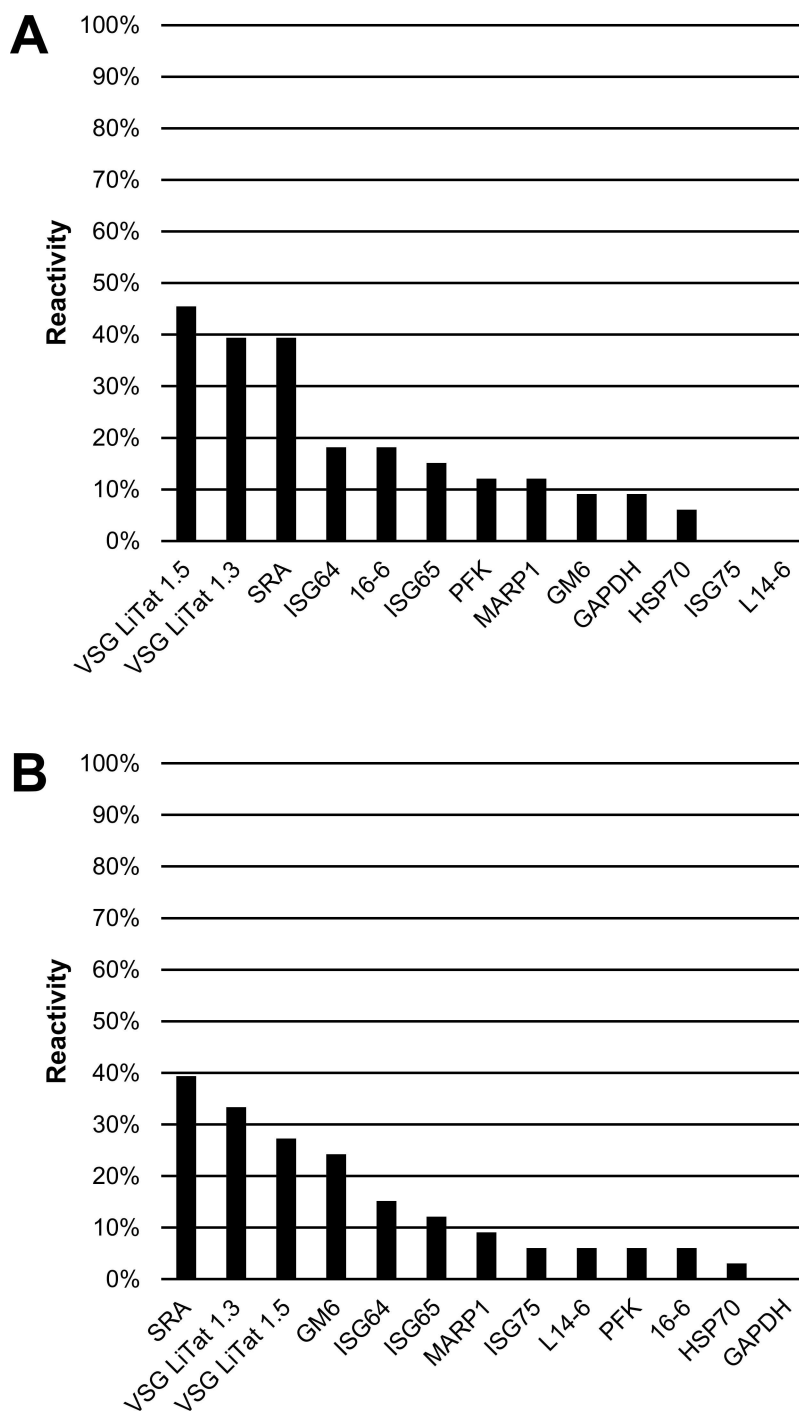 A
100%
90%
80%
70%
60%
50%
40%
30%
20%
10%
0%
Reactivity
VSG LiTat 1.5
VSG LiTat 1.3
SRA
ISG64
16-6
ISG65
PFK
MARP1
GM6
GAPDH
HSP70
ISG75
L14-6
B
100%
90%
80%
70%
60%
50%
40%
30%
20%
10%
0%
Reactivity
SRA
VSG LiTat 1.3
VSG LiTat 1.5
GM6
ISG64
ISG65
MARP1
ISG75
L14-6
PFK
16-6
HSP70
GAPDH